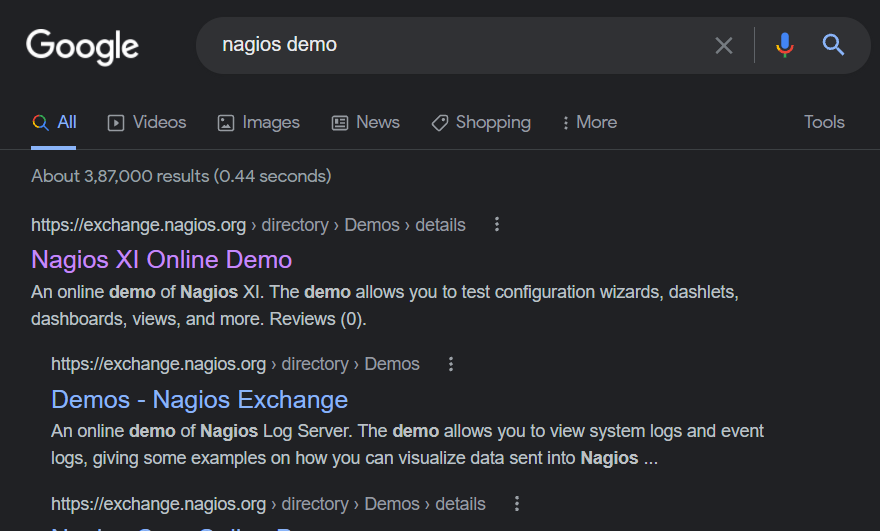 Google
nagios demo
All Videos Images News Shopping More Tools
About 3,87,000 results (0.44 seconds)
https://exchange.nagios.org › directory › Demos › details
Nagios XI Online Demo
An online demo of Nagios XI. The demo allows you to test configuration wizards, dashlets,
dashboards, views, and more. Reviews (0).
https://exchange.nagios.org › directory › Demos
Demos - Nagios Exchange
An online demo of Nagios Log Server. The demo allows you to view system logs and event
logs, giving some examples on how you can visualize data sent into Nagios ...
https://exchange.nagios.org › directory › Demos › details